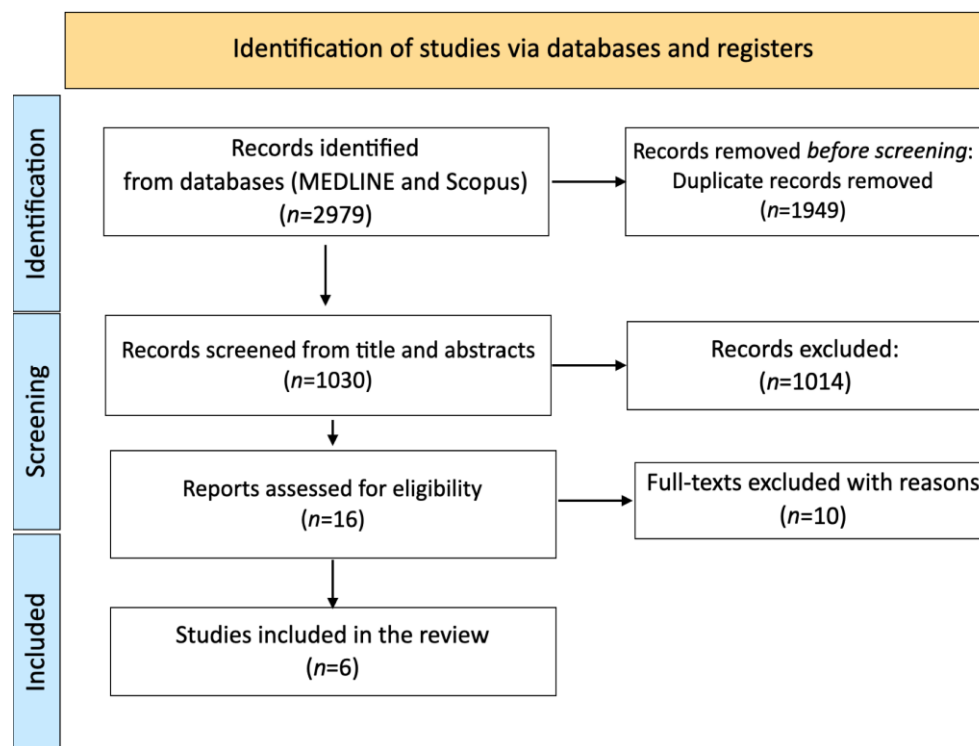 Identification of studies via databases and registers
Identification
Records identified
from databases (MEDLINE and Scopus)
(n=2979)
Records removed before screening:
Duplicate records removed
(n=1949)
Screening
Records screened from title and abstracts
(n=1030)
Records excluded:
(n=1014)
Reports assessed for eligibility
(n=16)
Full-texts excluded with reasons
(n=10)
Included
Studies included in the review
(n=6)